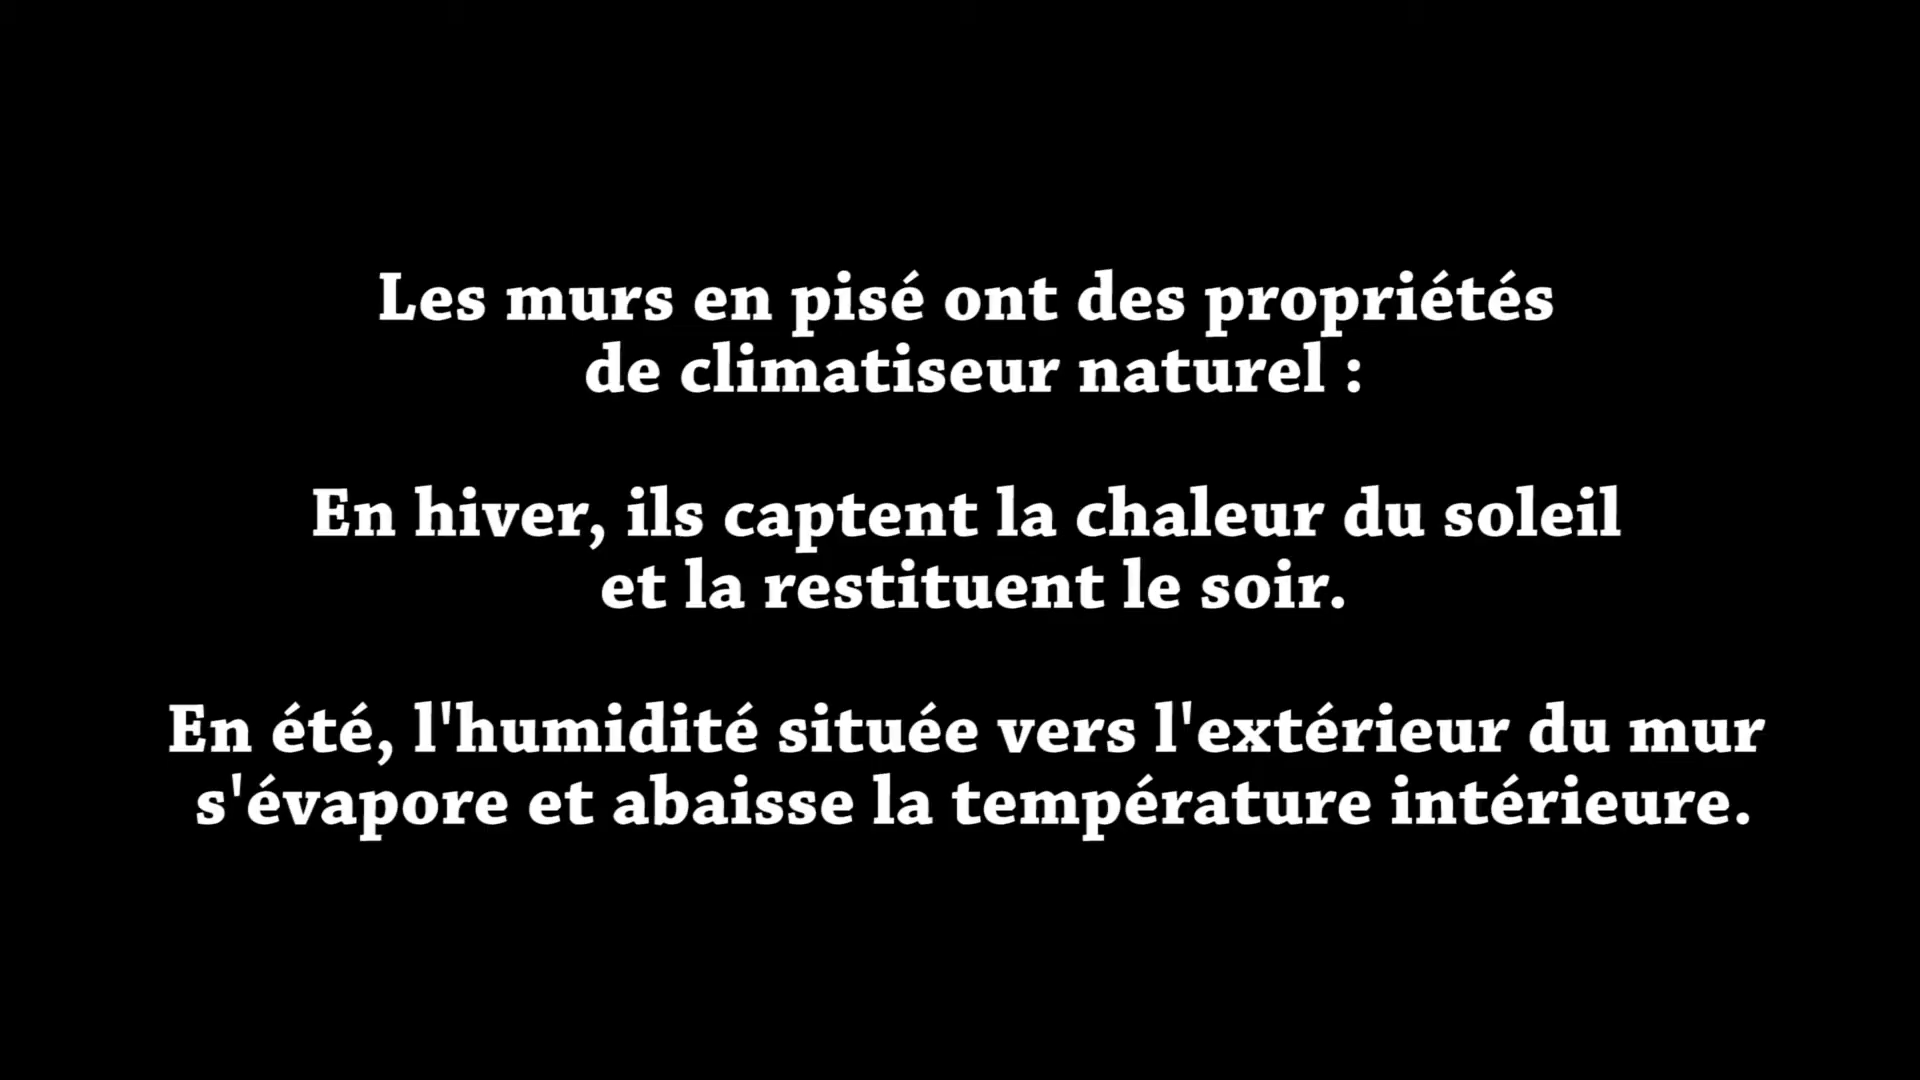 Les murs en pisé ont des propriétés
de climatiseur naturel :
En hiver, ils captent la chaleur du soleil
et la restituent le soir.
En été, l'humidité située vers l'extérieur du mur
s'évapore et abaisse la température intérieure.